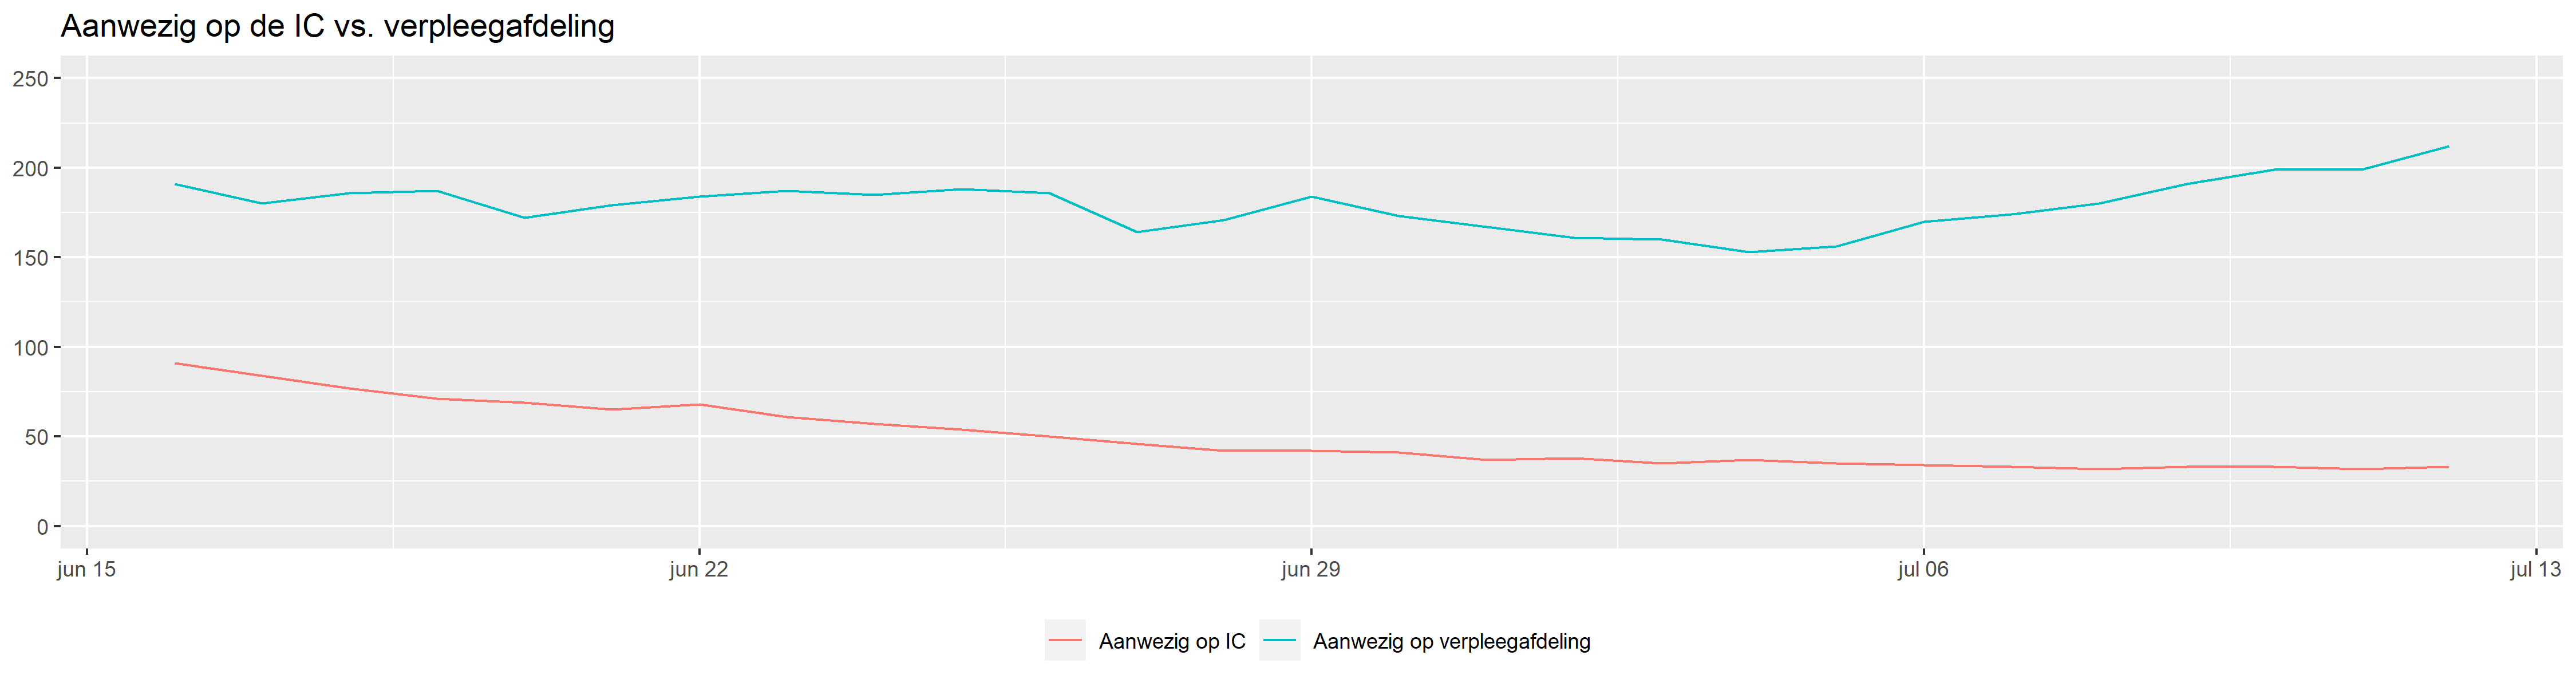 Aanwezig op de IC vs. verpleegafdeling
250
200
150
100
50
0
jun 15 jun 22 jun 29 jul 06 jul 13
Aanwezig op IC Aanwezig op verpleegafdeling